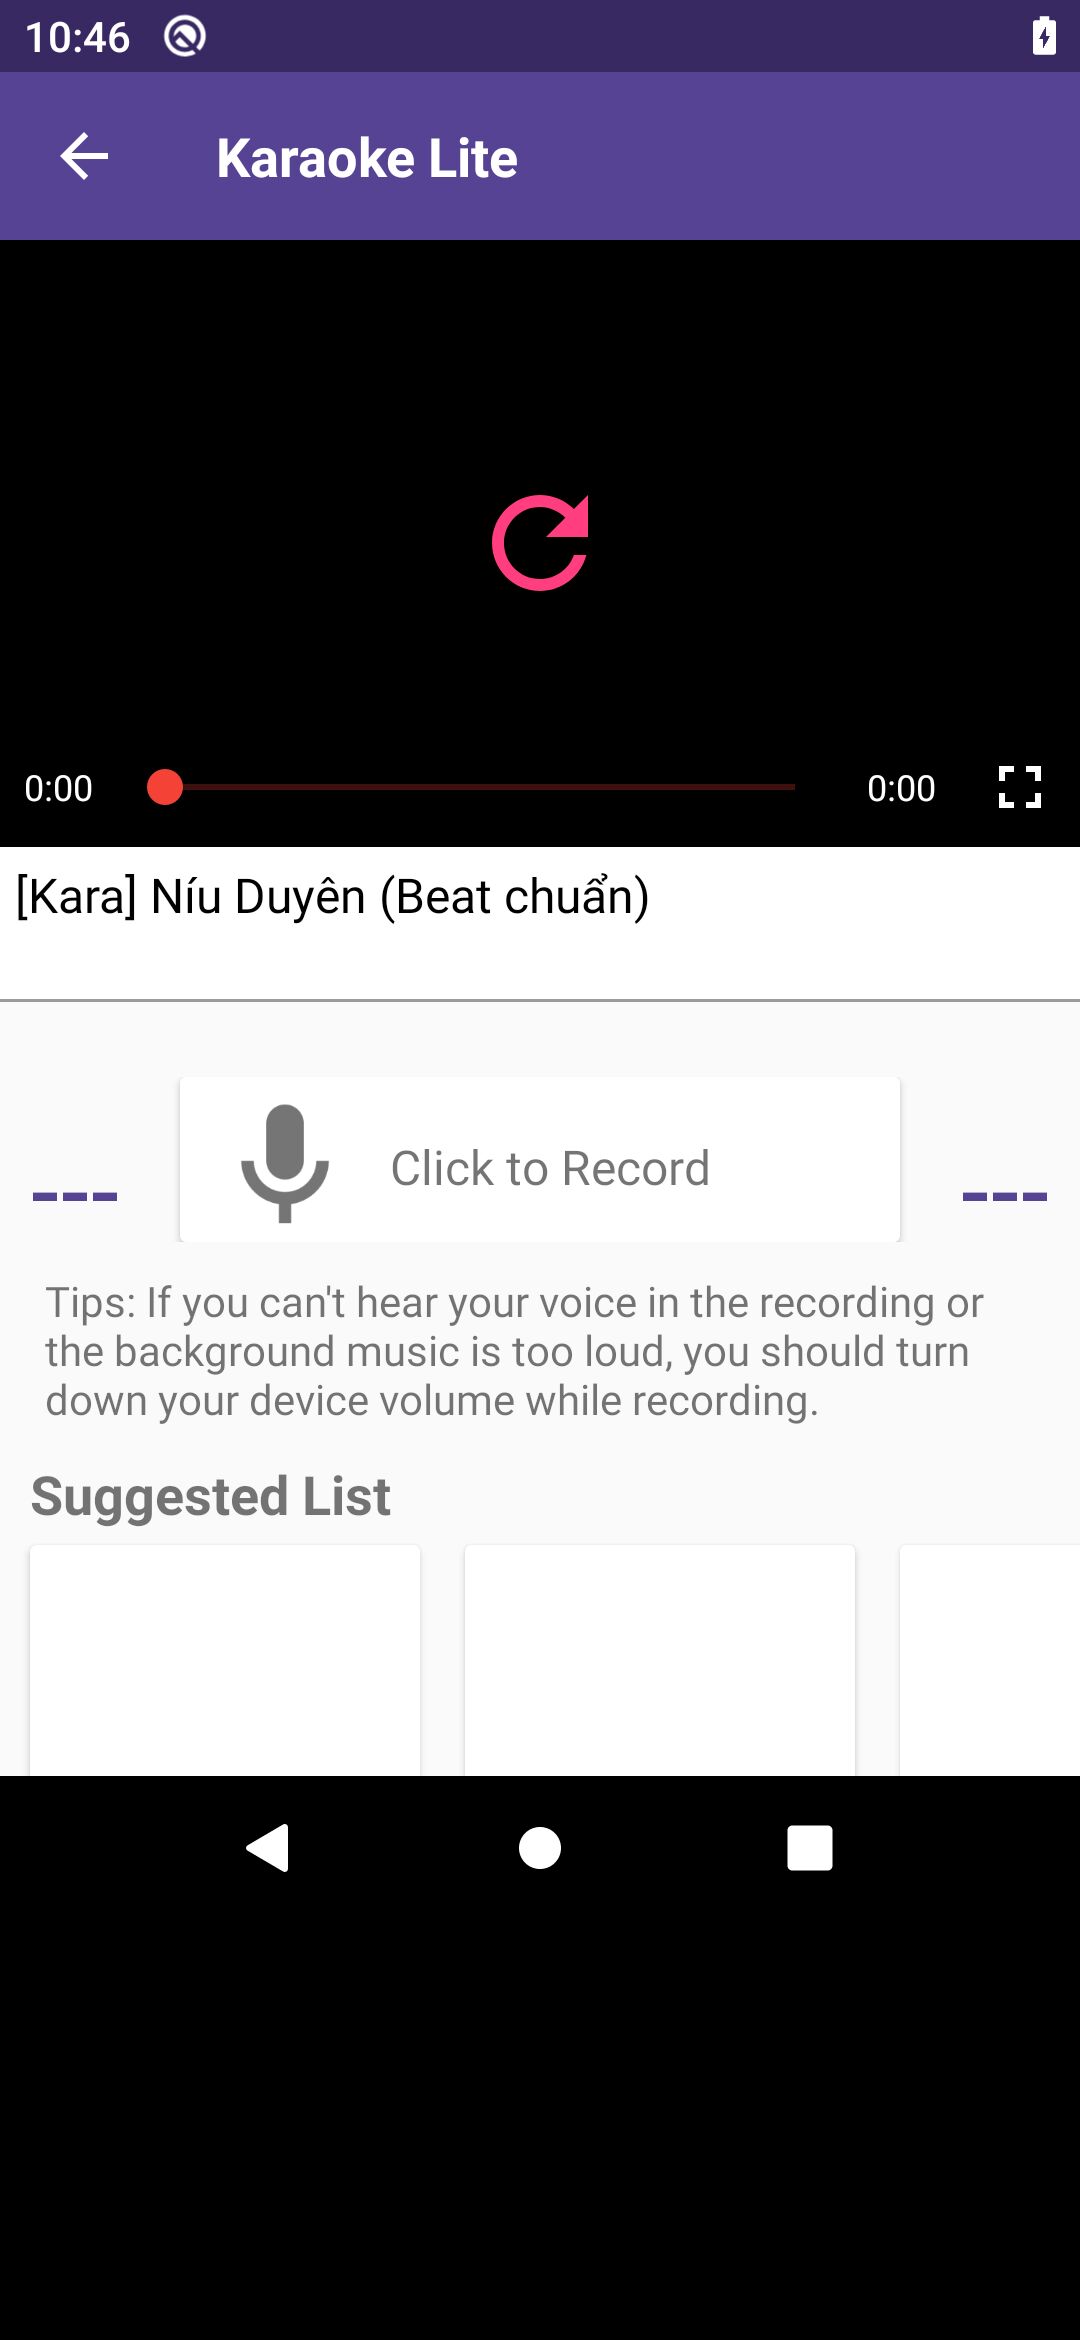 10:46
Karaoke Lite
0:00
0:00
[Kara] Níu Duyên (Beat chuẩn)
---
Click to Record
---
Tips: If you can't hear your voice in the recording or
the background music is too loud, you should turn
down your device volume while recording.
Suggested List